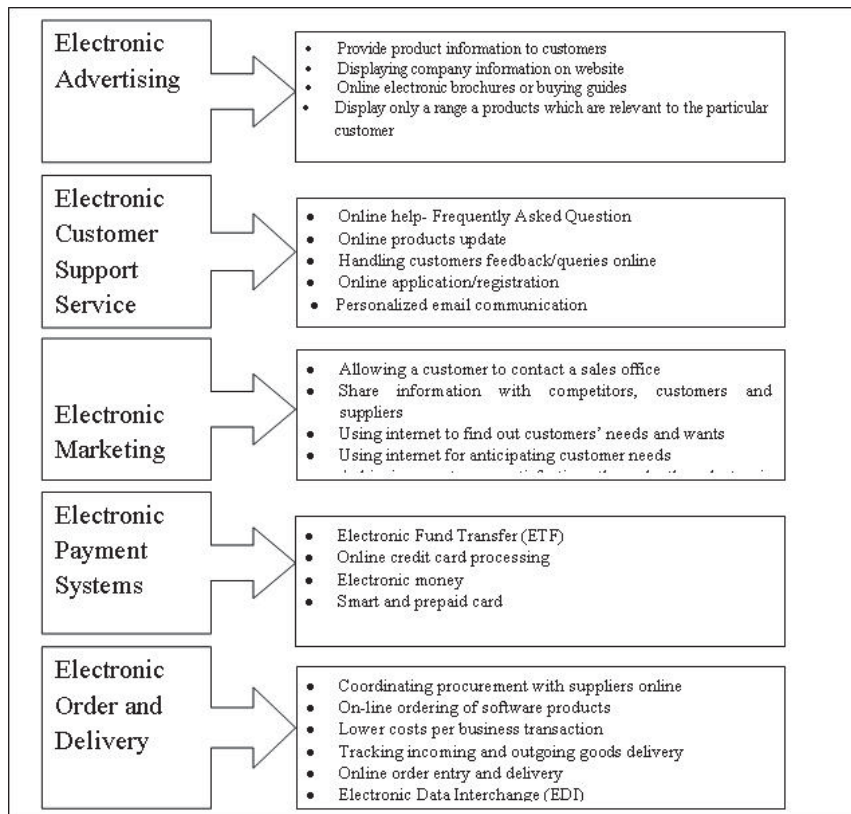 Electronic
Advertising
• Provide product information to customers
• Displaying company information on website
• Online electronic brochures or buying guides
• Display only a range a products which are relevant to the particular
customer
Electronic
Customer
Support
Service
• Online help- Frequently Asked Question
• Online products update
• Handling customers feedback/queries online
• Online application/registration
• Personalized email communication
Electronic
Marketing
• Allowing a customer to contact a sales office
• Share information with competitors, customers and
suppliers
• Using internet to find out customers' needs and wants
• Using internet for anticipating customer needs
Electronic
Payment
Systems
• Electronic Fund Transfer (ETF)
• Online credit card processing
• Electronic money
• Smart and prepaid card
Electronic
Order and
Delivery
• Coordinating procurement with suppliers online
• On-line ordering of software products
• Lower costs per business transaction
• Tracking incoming and outgoing goods delivery
• Online order entry and delivery
• Electronic Data Interchange (EDI)